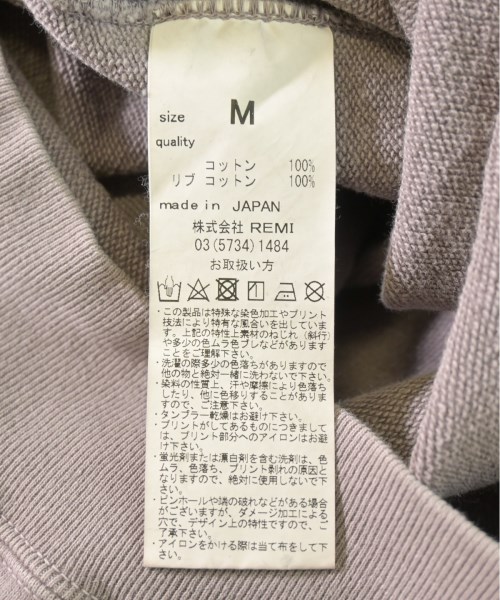 size M
quality
コットン 100%
リブ コットン 100%
made in JAPAN
株式会社 REMI
03(5734)1484
お取扱い方
・この製品は特殊な染色加工やプリント
技法により特有な風合いを出していま
す。上記の特性上素材のねじれ（斜行）
や多少の色ムラ色ブレなどがあります
ことをご理解下さい。
・洗濯の際多少の色落ちがありますので
他の物と絶対一緒に洗わないで下さい。
・染料の性質上、汗や摩擦により色落ち
したり、他に色移りすることがありま
すので、ご注意下さい。
・タンブラー乾燥はお避け下さい。
・プリントがしてあるものにつきまして
は、プリント部分へのアイロンはお避
け下さい。
・蛍光剤または漂白剤を含む洗剤は、色
ムラ、色落ち、プリント剥れの原因と
なりますので、絶対に使用しないで下
さい。
・ピンホールや端の破れなどがある場合
がございますが、ダメージ加工による
穴で、デザイン上の特性ですので、ご
了承下さい。
・アイロンをかける際は当て布をして下
さい。